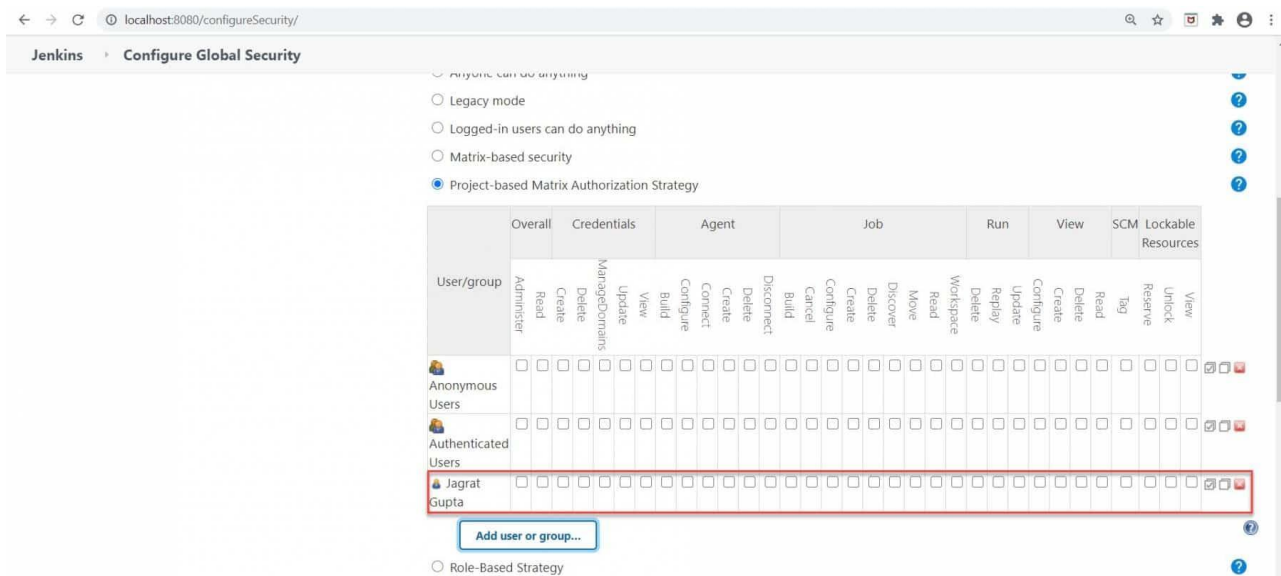 localhost:8080/configureSecurity/
Jenkins Configure Global Security
Anyone can do anything
Legacy mode
Logged-in users can do anything
Matrix-based security
Project-based Matrix Authorization Strategy
User/group Overall Credentials Agent Job Run View SCM Lockable Resources
Administer Read Create Delete ManageDomains Update View Build Configure Connect Create Delete Disconnect Build Cancel Configure Create Delete Discover Move Read Workspace Delete Replay Update Configure Create Delete Read Tag Reserve Unlock View
Anonymous
Users
Authenticated
Users
Jagrat
Gupta
Add user or group...
Role-Based Strategy